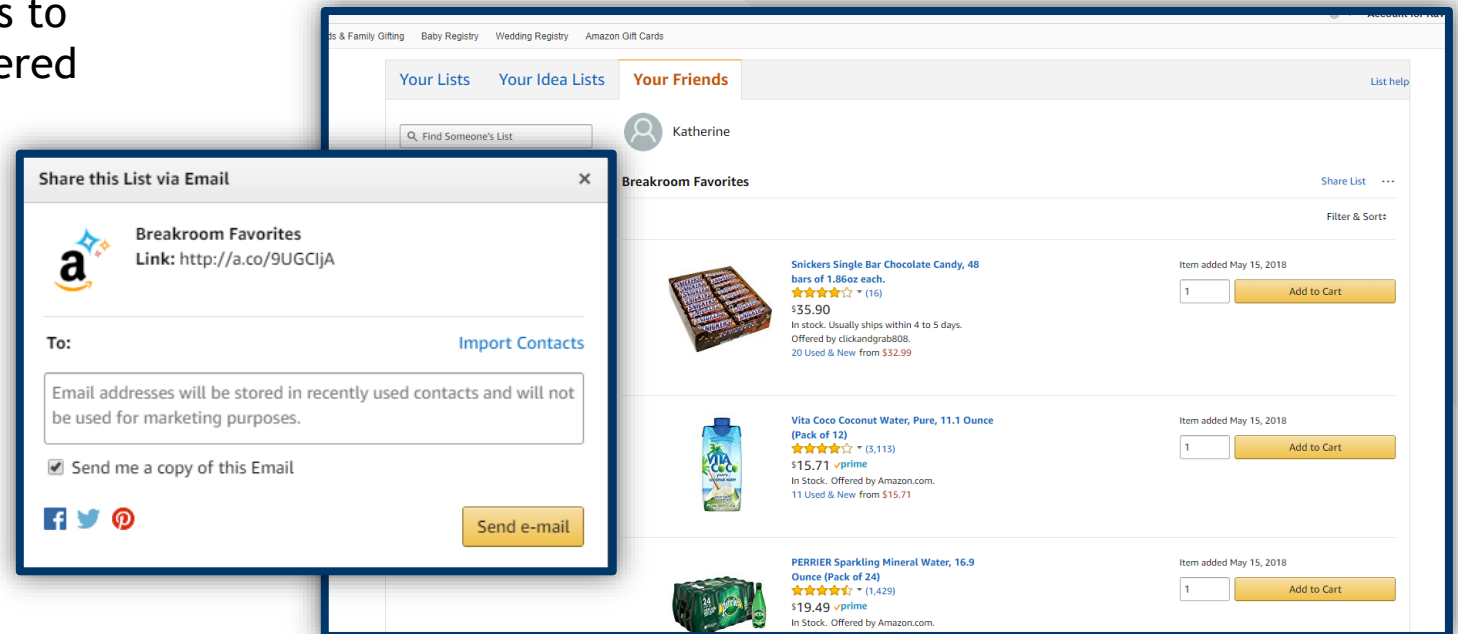 s to
ered
Family Gifting Baby Registry Wedding Registry Amazon Gift Cards
Your Lists Your Idea Lists Your Friends List help
Find Someone's List
Katherine
Breakroom Favorites
Share List ...
Filter & Sort
Snickers Single Bar Chocolate Candy, 48
bars of 1.86oz each.
(16)
$35.90
In stock. Usually ships within 4 to 5 days.
Offered by clickandgrab808.
20 Used & New from $32.99
Item added May 15, 2018
1 Add to Cart
Vita Coco Coconut Water, Pure, 11.1 Ounce
(Pack of 12)
(3,113)
$15.71 prime
In Stock. Offered by Amazon.com.
11 Used & New from $15.71
Item added May 15, 2018
1 Add to Cart
VITA
COCO
PERRIER Sparkling Mineral Water, 16.9
Ounce (Pack of 24)
(1,429)
$19.49 prime
In Stock. Offered by Amazon.com.
Item added May 15, 2018
1 Add to Cart
Share this List via Email ×
a
Breakroom Favorites
Link: http://a.co/9UGCIjA
To: Import Contacts
Email addresses will be stored in recently used contacts and will not
be used for marketing purposes.
Send me a copy of this Email
Send e-mail